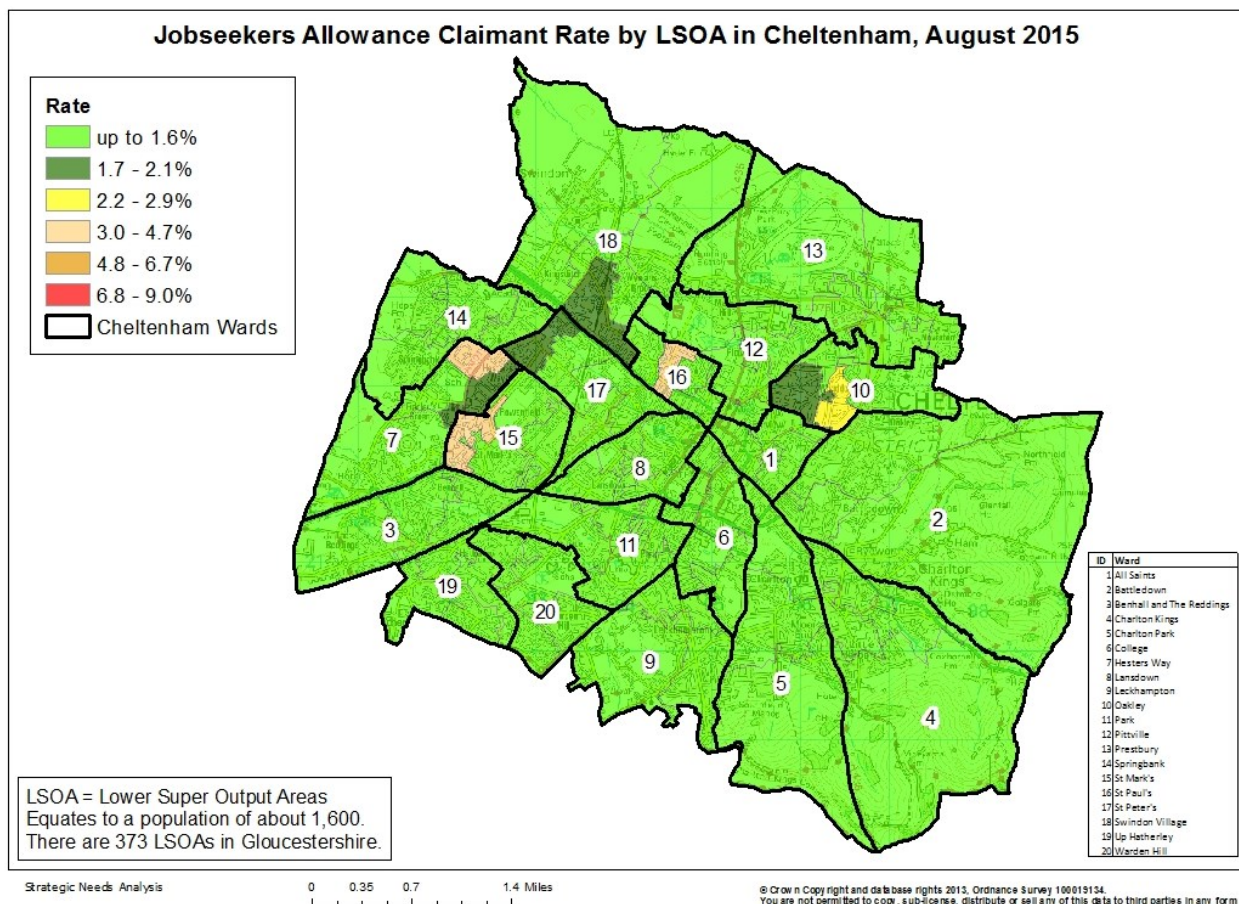 Jobseekers Allowance Claimant Rate by LSOA in Cheltenham, August 2015
Rate
up to 1.6%
1.7 - 2.1%
2.2 - 2.9%
3.0 - 4.7%
4.8 - 6.7%
6.8 - 9.0%
Cheltenham Wards
18
13
14
12
16
17
10
7
15
8
1
2
3
11
6
19
20
9
5
4
Swindon
Charlton
Kings
ID Ward
1 All Saints
2 Battledown
3 Benhall and The Reddings
4 Charlton Kings
5 Charlton Park
6 College
7 Hesters Way
8 Lansdown
9 Leckhampton
10 Oakley
11 Park
12 Pittville
13 Prestbury
14 Springbank
15 St Mark's
16 St Paul's
17 St Peter's
18 Swindon Village
19 Up Hatherley
20 Warden Hill
LSOA = Lower Super Output Areas
Equates to a population of about 1,600.
There are 373 LSOAs in Gloucestershire.
Strategic Needs Analysis
0 0.35 0.7 1.4 Miles
© Crown Copyright and database rights 2013, Ordnance Survey 100019134.
You are not permitted to copy, sub-license, distribute or sell any of this data to third parties in any form